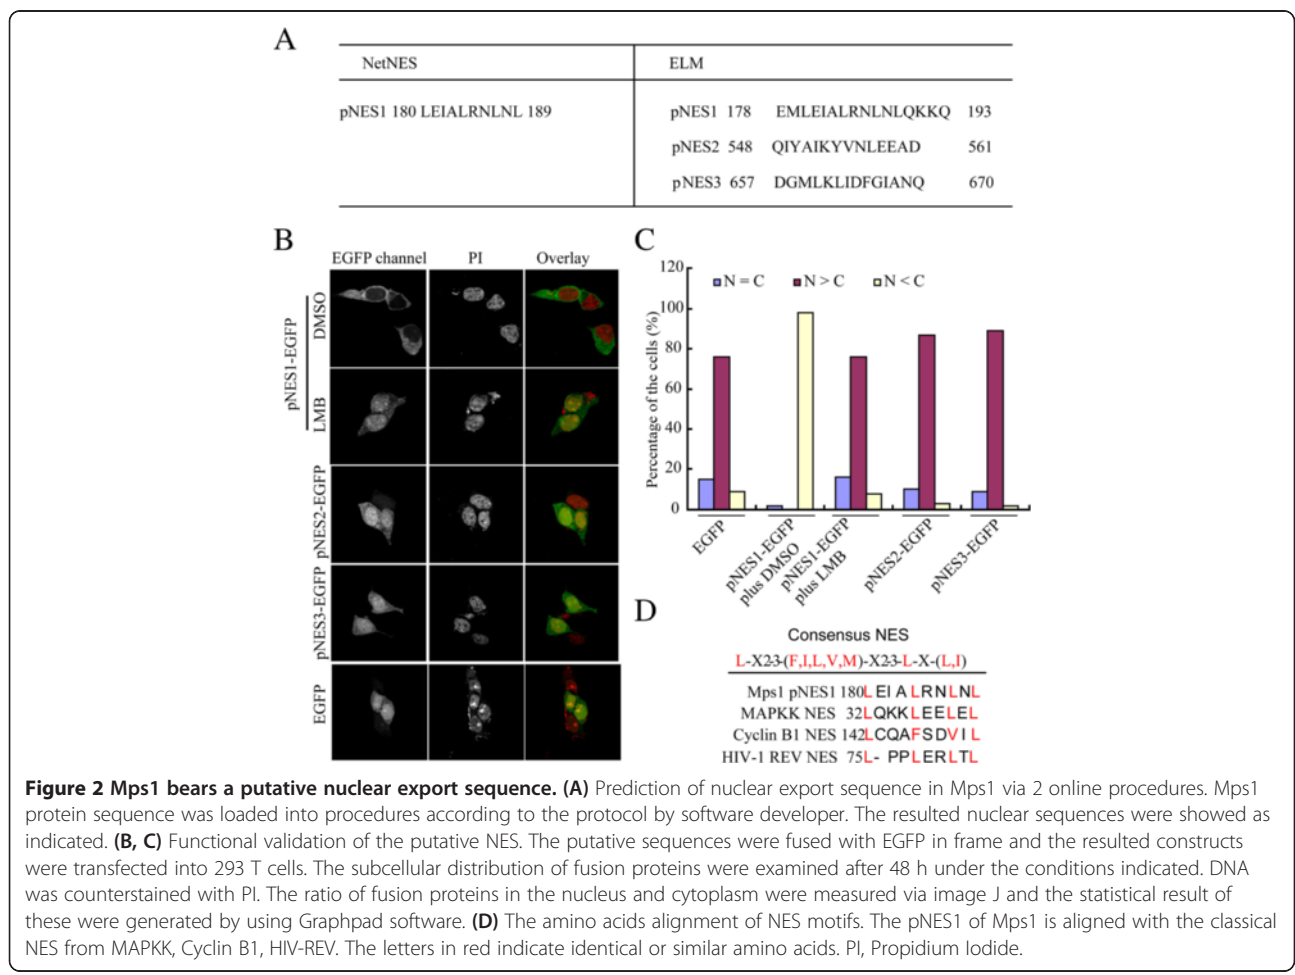 A
NetNES ELM
pNES1 180 LEIALRNLNL 189 pNES1 178 EMLEIALRNLNLQKKQ 193
pNES2 548 QIYAIKYVNLEEAD 561
pNES3 657 DGMLKLIDFGIANQ 670
B
EGFP channel PI Overlay
pNES1-EGFP
DMSO
LMB
pNES2-EGFP
pNES3-EGFP
EGFP
C
N = C N > C N < C
Percentage of the cells (%)
120
100
80
60
40
20
0
EGFP
pNES1-EGFP
plus DMSO
pNES1-EGFP
plus LMB
pNES2-EGFP
pNES3-EGFP
D
Consensus NES
L-X2-3-(F,I,L,V,M)-X2-3-L-X-(L,I)
Mps1 pNES1 180LEIALRNLNL
MAPKK NES 32LQKKLEELEL
Cyclin B1 NES 142LCQAFSDVIL
HIV-1 REV NES 75L-PPLERLTL
Figure 2 Mps1 bears a putative nuclear export sequence. (A) Prediction of nuclear export sequence in Mps1 via 2 online procedures. Mps1
protein sequence was loaded into procedures according to the protocol by software developer. The resulted nuclear sequences were showed as
indicated. (B, C) Functional validation of the putative NES. The putative sequences were fused with EGFP in frame and the resulted constructs
were transfected into 293 T cells. The subcellular distribution of fusion proteins were examined after 48 h under the conditions indicated. DNA
was counterstained with PI. The ratio of fusion proteins in the nucleus and cytoplasm were measured via image J and the statistical result of
these were generated by using Graphpad software. (D) The amino acids alignment of NES motifs. The pNES1 of Mps1 is aligned with the classical
NES from MAPKK, Cyclin B1, HIV-REV. The letters in red indicate identical or similar amino acids. PI, Propidium Iodide.